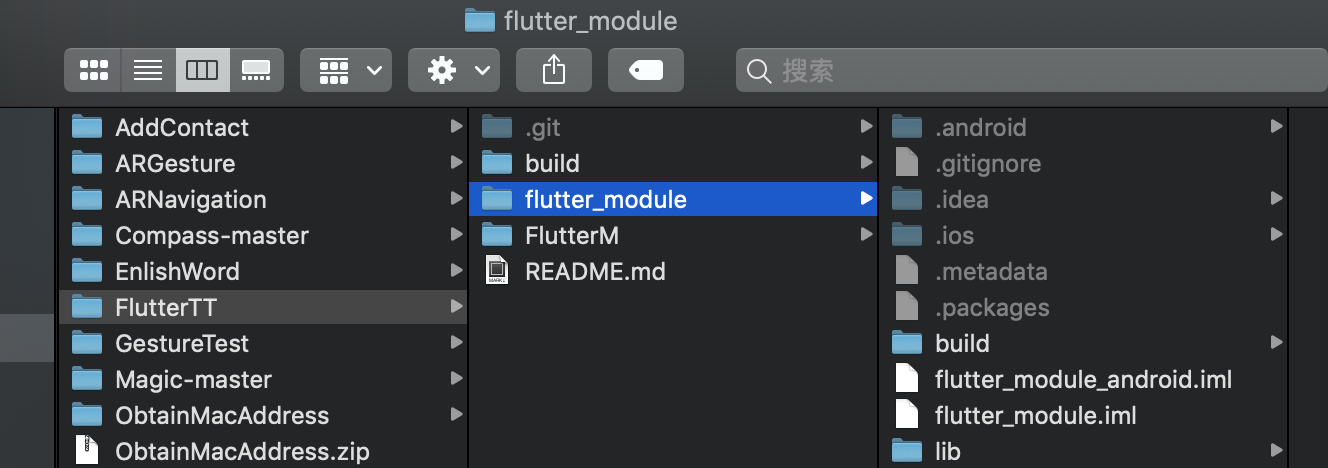 flutter_module
搜索
AddContact
ARGesture
ARNavigation
Compass-master
EnlishWord
FlutterTT
GestureTest
Magic-master
ObtainMacAddress
ObtainMacAddress.zip
.git
build
flutter_module
FlutterM
README.md
.android
.gitignore
.idea
.ios
.metadata
.packages
build
flutter_module_android.iml
flutter_module.iml
lib